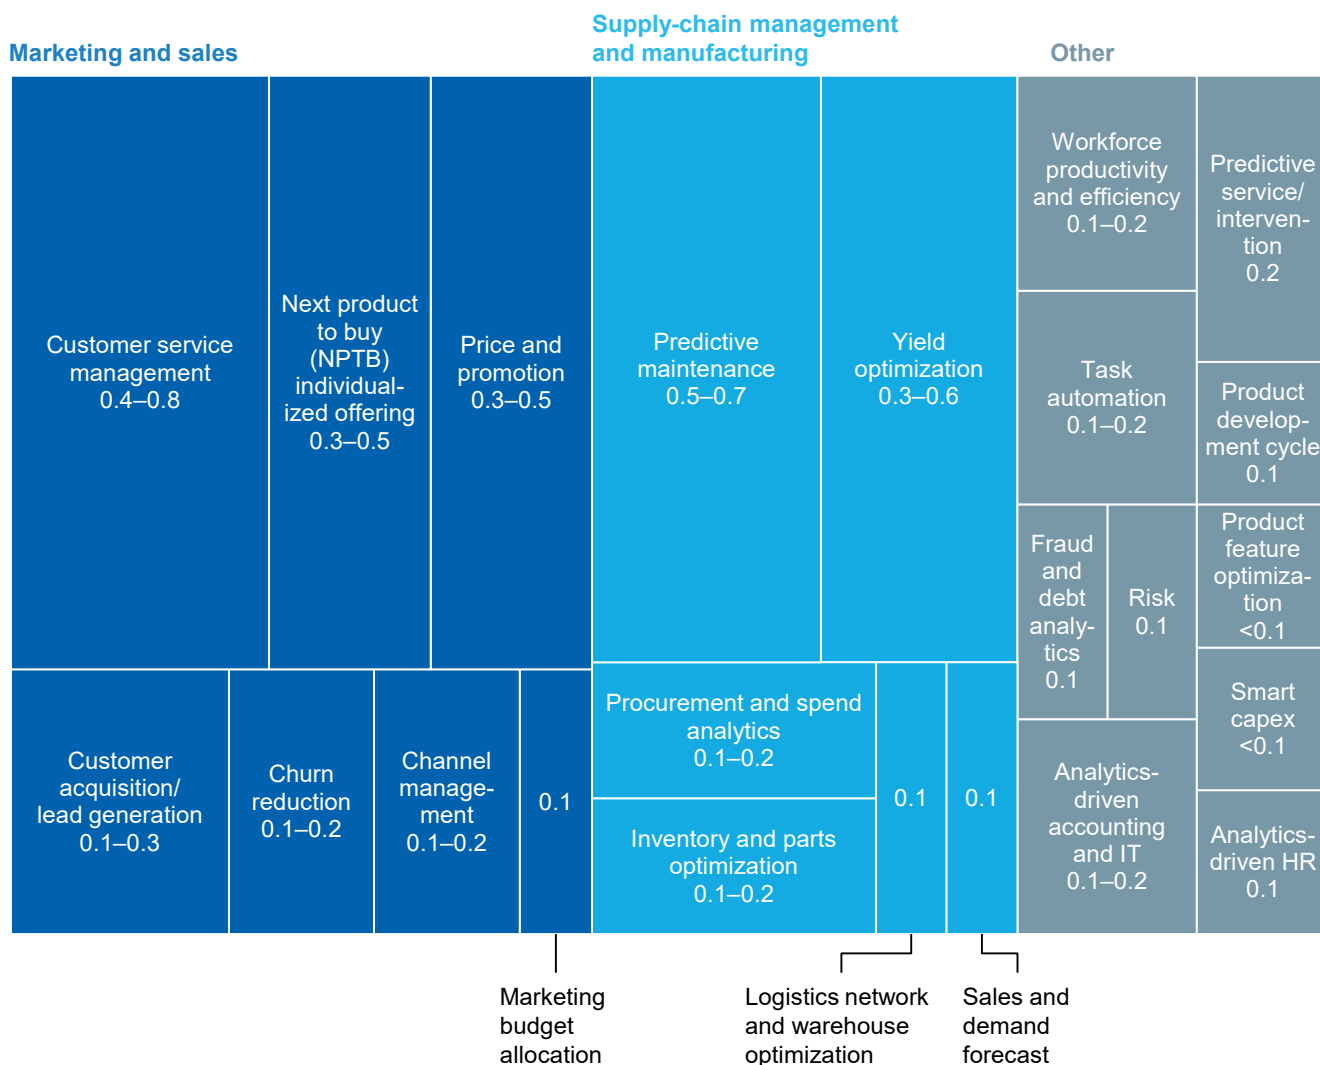 Marketing and sales
Supply-chain management
and manufacturing
Other
Customer service
management
0.4–0.8
Next product
to buy
(NPTB)
individual-
ized offering
0.3–0.5
Price and
promotion
0.3–0.5
Customer
acquisition/
lead generation
0.1–0.3
Churn
reduction
0.1–0.2
Channel
manage-
ment
0.1–0.2
0.1
Marketing
budget
allocation
Predictive
maintenance
0.5–0.7
Yield
optimization
0.3–0.6
Procurement and spend
analytics
0.1–0.2
Inventory and parts
optimization
0.1–0.2
0.1
Logistics network
and warehouse
optimization
0.1
Sales and
demand
forecast
Workforce
productivity
and efficiency
0.1–0.2
Predictive
service/
interven-
tion
0.2
Task
automation
0.1–0.2
Product
develop-
ment cycle
0.1
Fraud
and
debt
analy-
tics
0.1
Risk
0.1
Product
feature
optimiza-
tion
<0.1
Smart
capex
<0.1
Analytics-
driven
accounting
and IT
0.1–0.2
Analytics-
driven HR
0.1